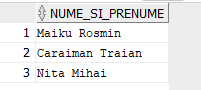 NUME_SI_PRENUME
1 Maiku Rosmin
2 Caraiman Traian
3 Nita Mihai